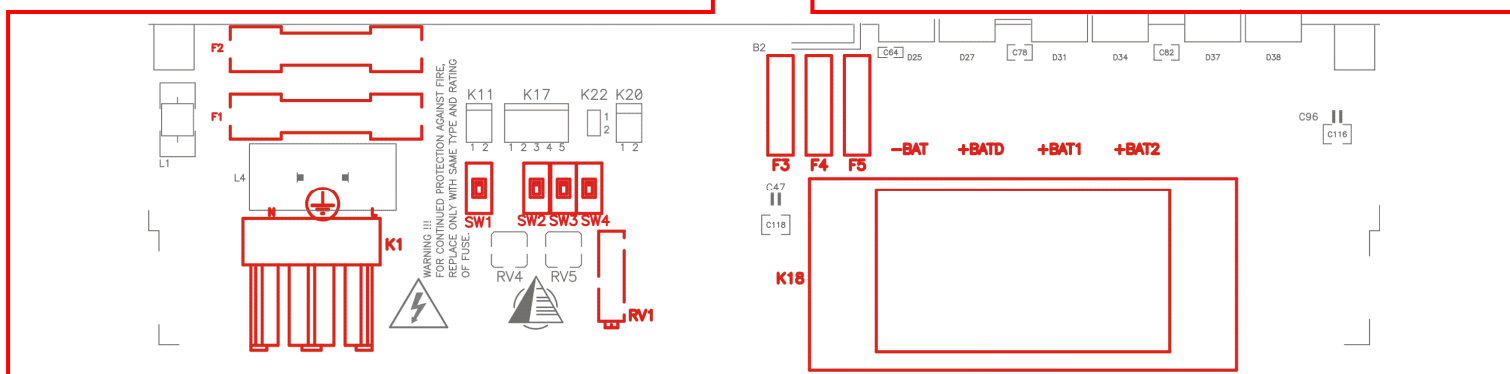 F2
B2
C64
D25
D27
C78
D31
D34
C82
D37
D38
F1
K11
K17
K22
K20
1
2
1 2
1 2 3 4 5
1 2
C96
C116
L1
F3
F4
F5
-BAT
+BATD
+BAT1
+BAT2
L4
C47
N
L
SW1
SW2
SW3
SW4
C118
K1
WARNING !!!
FOR CONTINUED PROTECTION AGAINST FIRE,
REPLACE ONLY WITH SAME TYPE AND RATING
OF FUSE.
RV4
RV5
K18
RV1